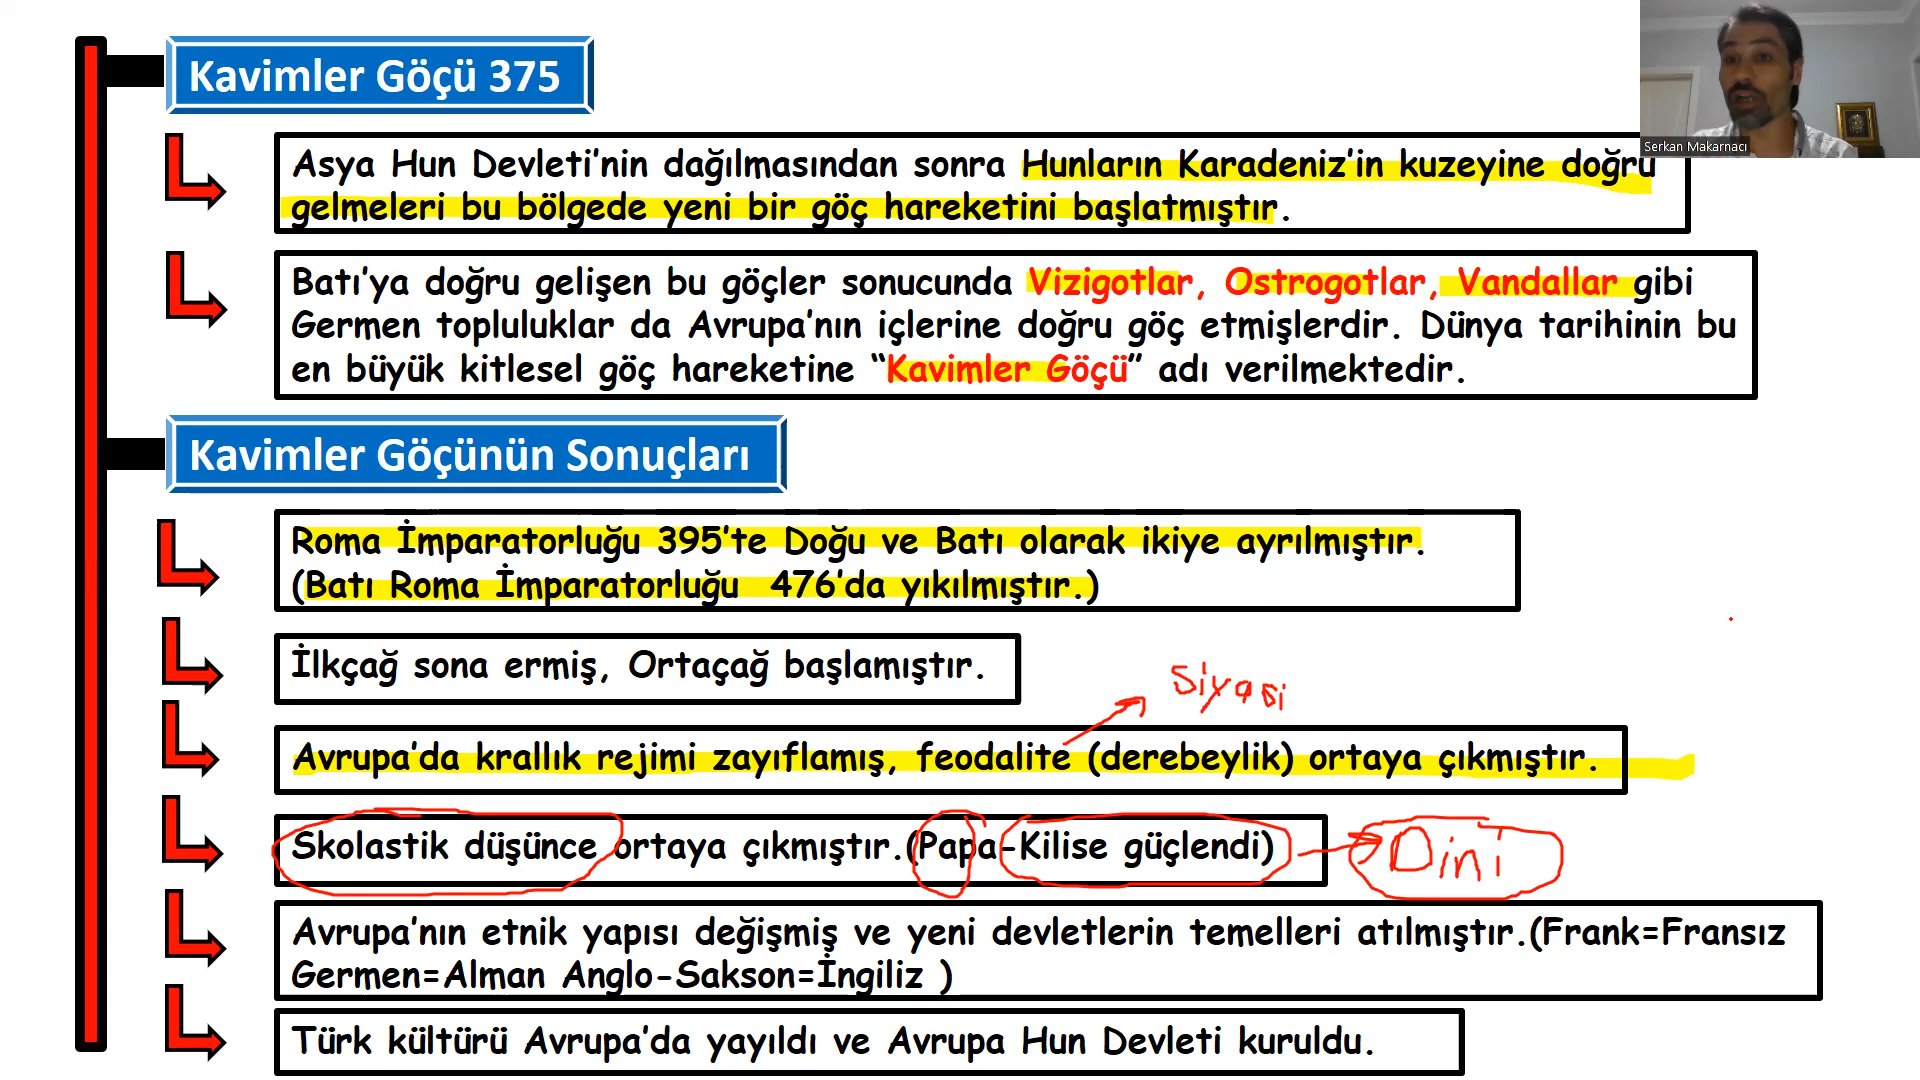 Kavimler Göçü 375
Serkan Makarnacı
Asya Hun Devleti’nin dağılmasından sonra Hunların Karadeniz’in kuzeyine doğru
gelmeleri bu bölgede yeni bir göç hareketini başlatmıştır.
Batı’ya doğru gelişen bu göçler sonucunda Vizigotlar, Ostrogotlar, Vandallar gibi
Germen topluluklar da Avrupa’nın içlerine doğru göç etmişlerdir. Dünya tarihinin bu
en büyük kitlesel göç hareketine “Kavimler Göçü” adı verilmektedir.
Kavimler Göçünün Sonuçları
Roma İmparatorluğu 395’te Doğu ve Batı olarak ikiye ayrılmıştır.
(Batı Roma İmparatorluğu 476’da yıkılmıştır.)
İlkçağ sona ermiş, Ortaçağ başlamıştır.
Siyasi
Avrupa’da krallık rejimi zayıflamış, feodalite (derebeylik) ortaya çıkmıştır.
Skolastik düşünce ortaya çıkmıştır.(Papa-Kilise güçlendi)
Dini
Avrupa’nın etnik yapısı değişmiş ve yeni devletlerin temelleri atılmıştır.(Frank=Fransız
Germen=Alman Anglo-Sakson=İngiliz )
Türk kültürü Avrupa’da yayıldı ve Avrupa Hun Devleti kuruldu.